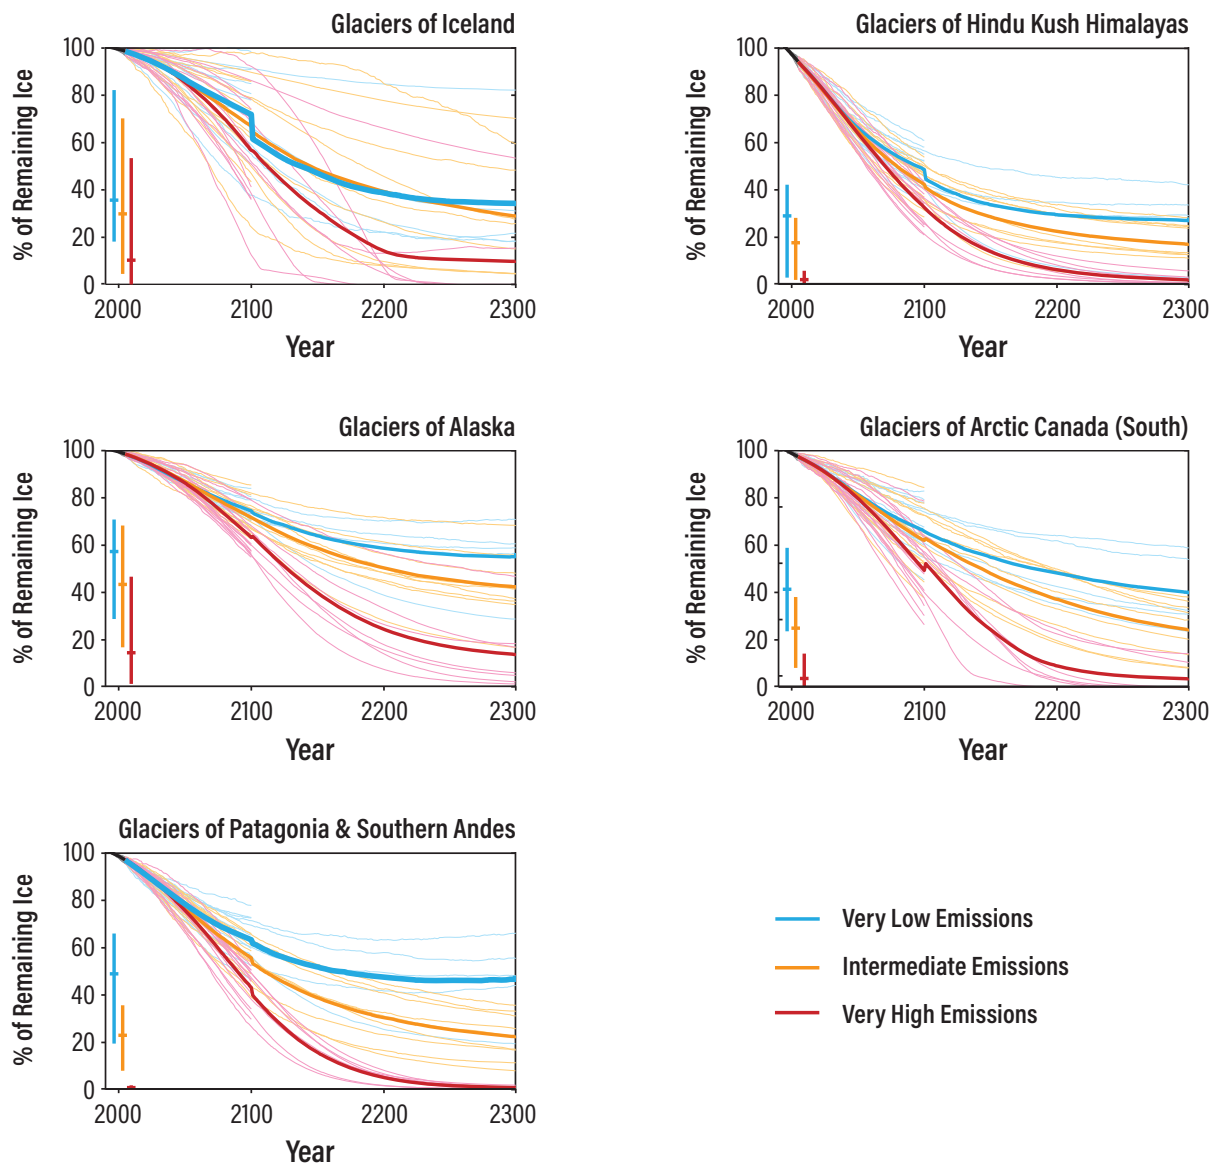 Glaciers of Iceland
% of Remaining Ice
100
80
60
40
20
0
2000 2100 2200 2300
Year
Glaciers of Hindu Kush Himalayas
% of Remaining Ice
100
80
60
40
20
0
2000 2100 2200 2300
Year
Glaciers of Alaska
% of Remaining Ice
100
80
60
40
20
0
2000 2100 2200 2300
Year
Glaciers of Arctic Canada (South)
% of Remaining Ice
100
80
60
40
20
0
2000 2100 2200 2300
Year
Glaciers of Patagonia & Southern Andes
% of Remaining Ice
100
80
60
40
20
0
2000 2100 2200 2300
Year
Very Low Emissions
Intermediate Emissions
Very High Emissions